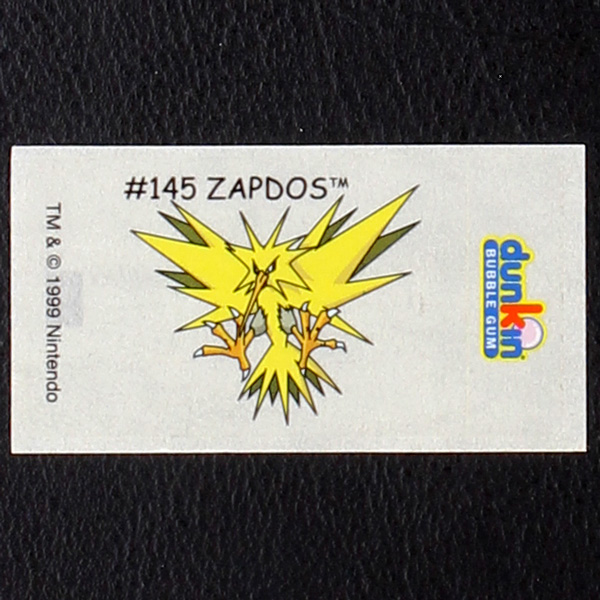 #145 ZAPDOS™
TM & © 1999 Nintendo
dunkin
BUBBLE GUM